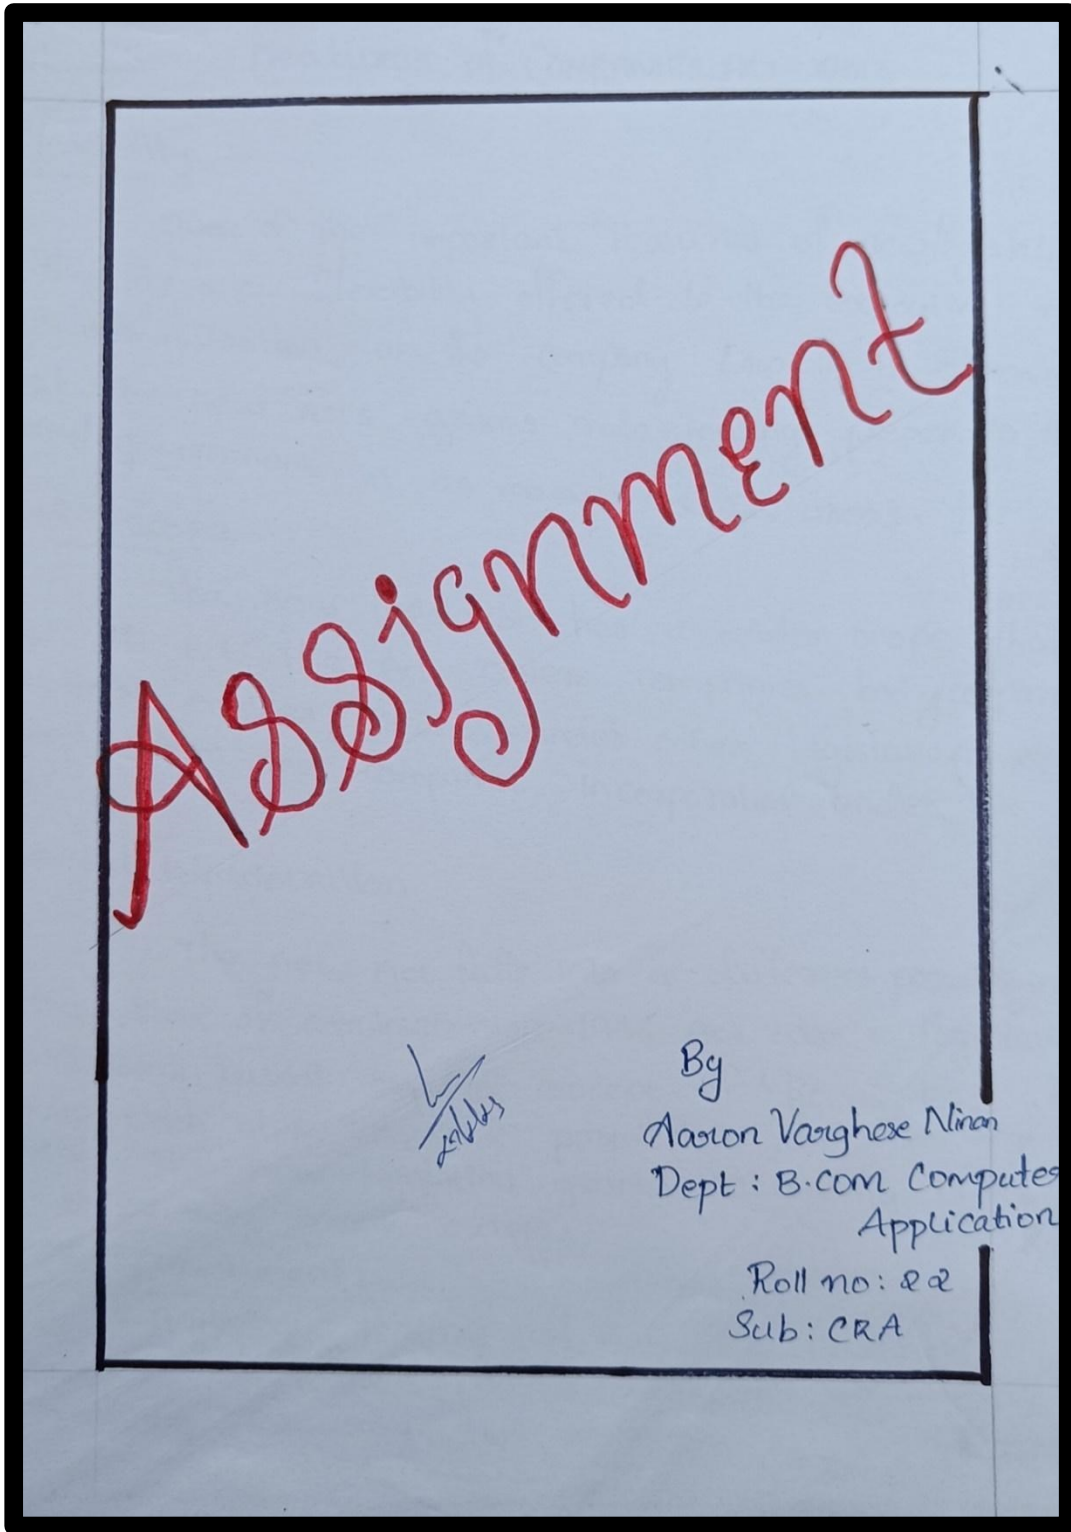 Assignment
By
Aaron Varghese Ninan
Dept : B.com Computer
Application
Roll no: 22
Sub: CRA